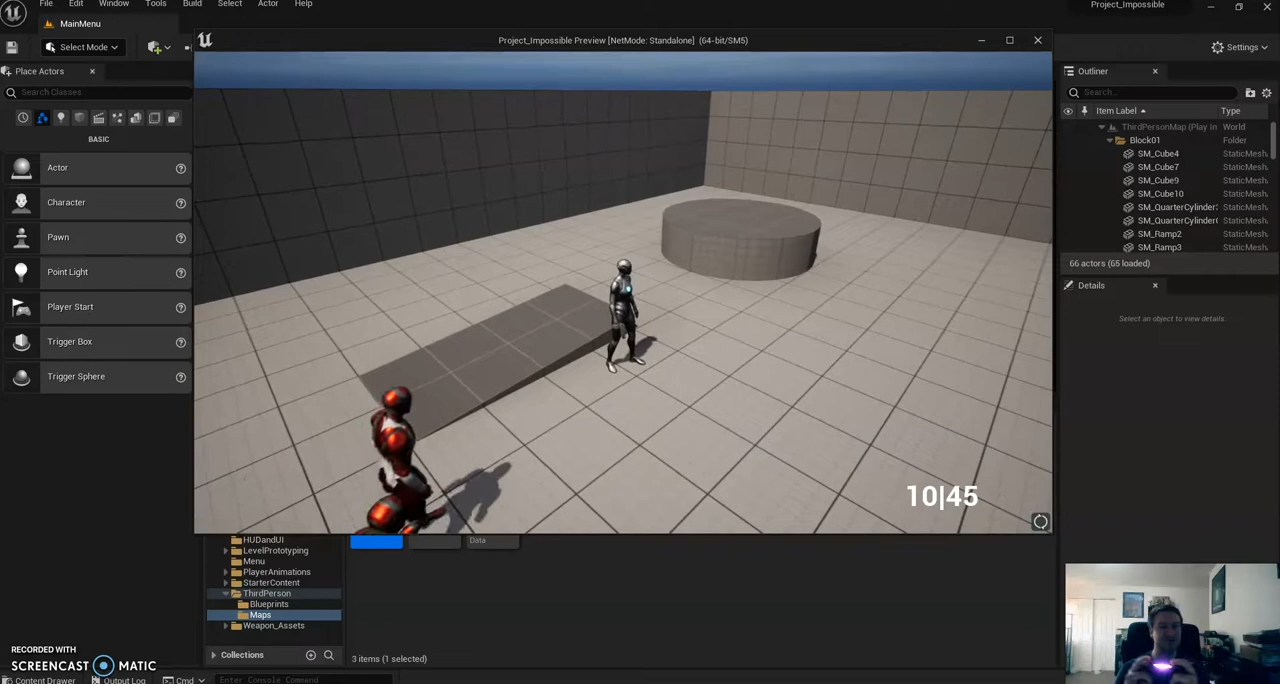 File Edit Window Tools Build Select Actor Help
Project_Impossible
MainMenu
Select Mode
Settings
Project_Impossible Preview [NetMode: Standalone] (64-bit/SM5)
Place Actors
Search Classes
BASIC
Actor
Character
Pawn
Point Light
Player Start
Trigger Box
Trigger Sphere
10|45
Outliner
Search...
Item Label Type
ThirdPersonMap (Play In World
Block01 Folder
SM_Cube4 StaticMesh
SM_Cube7 StaticMesh
SM_Cube9 StaticMesh
SM_Cube10 StaticMesh
SM_QuarterCylinder StaticMesh
SM_QuarterCylinder StaticMesh
SM_Ramp2 StaticMesh
SM_Ramp3 StaticMesh
66 actors (65 loaded)
Details
Select an object to view details.
HUDandUI
LevelPrototyping
Menu
PlayerAnimations
StarterContent
ThirdPerson
Blueprints
Maps
Weapon_Assets
Data
Collections
3 items (1 selected)
RECORDED WITH
SCREENCAST MATIC
Content Drawer Output Log Cmd Enter Console Command